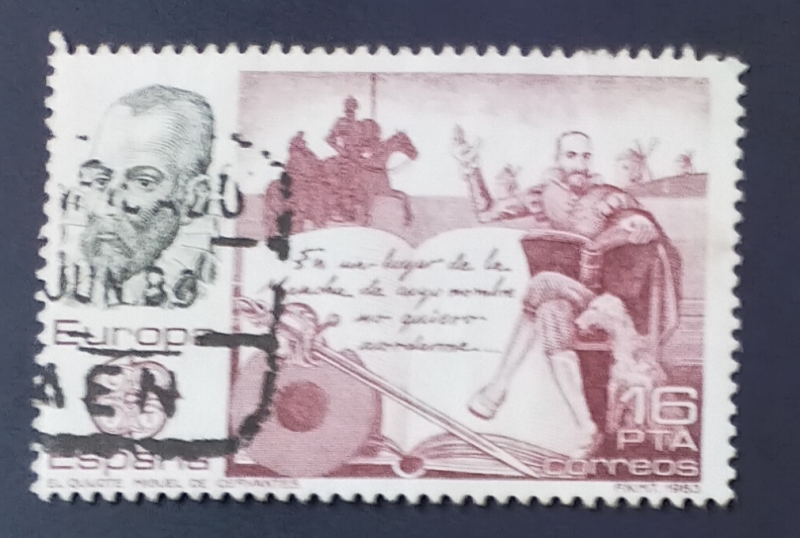 En un lugar de la
Mancha de cuyo nombre
no quiero
acordarme...
JUN 83
Europa
AEN
España
16
PTA
correos
EL QUIJOTE MIGUEL DE CERVANTES
F.N.M.T. 1983